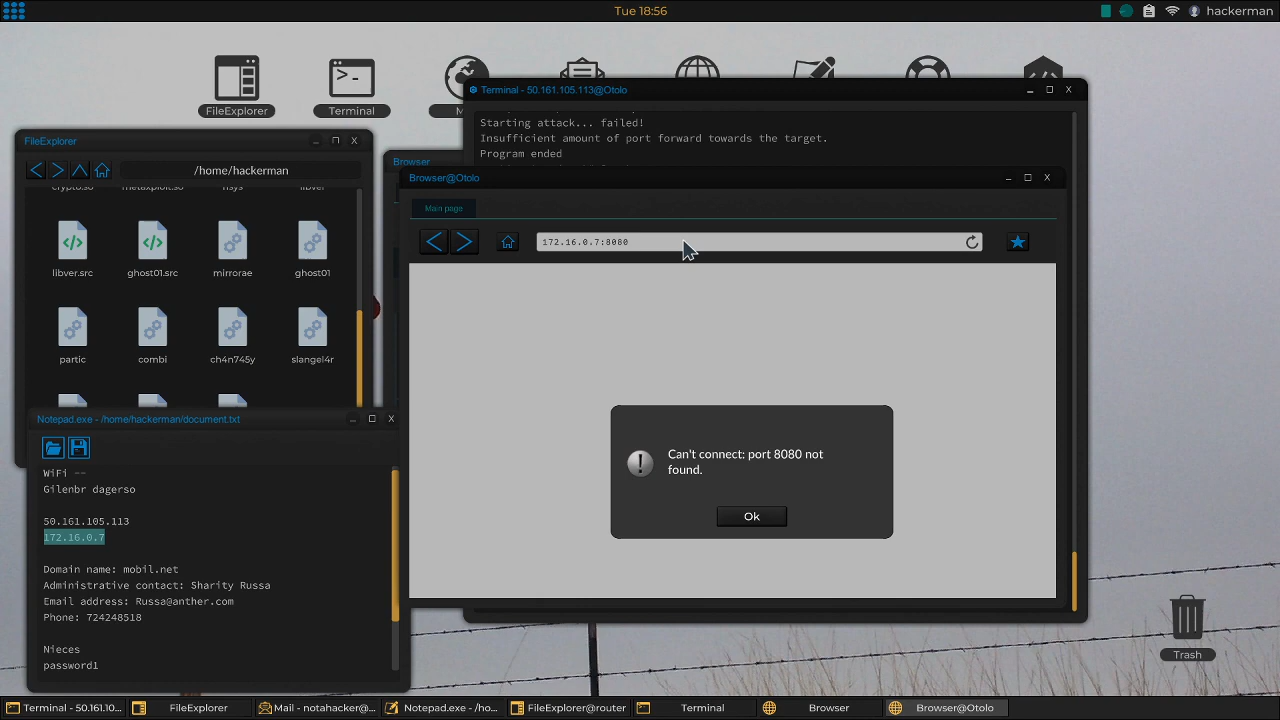 Tue 18:56
hackerman
FileExplorer
Terminal
M
Terminal - 50.161.105.113@Otolo
Starting attack... failed!
Insufficient amount of port forward towards the target.
Program ended
FileExplorer
/home/hackerman
libver.src
ghost01.src
mirrorae
ghost01
partic
combi
ch4n745y
slangel4r
Browser
Browser@Otolo
Main page
172.16.0.7:8080
Can't connect: port 8080 not
found.
Ok
Notepad.exe - /home/hackerman/document.txt
WiFi --
Gilenbr dagerso
50.161.105.113
172.16.0.7
Domain name: mobil.net
Administrative contact: Sharity Russa
Email address: Russa@anther.com
Phone: 724248518
Nieces
password1
Trash
Terminal - 50.161.10...
FileExplorer
Mail - notahacker@...
Notepad.exe - /ho...
FileExplorer@router
Terminal
Browser
Browser@Otolo